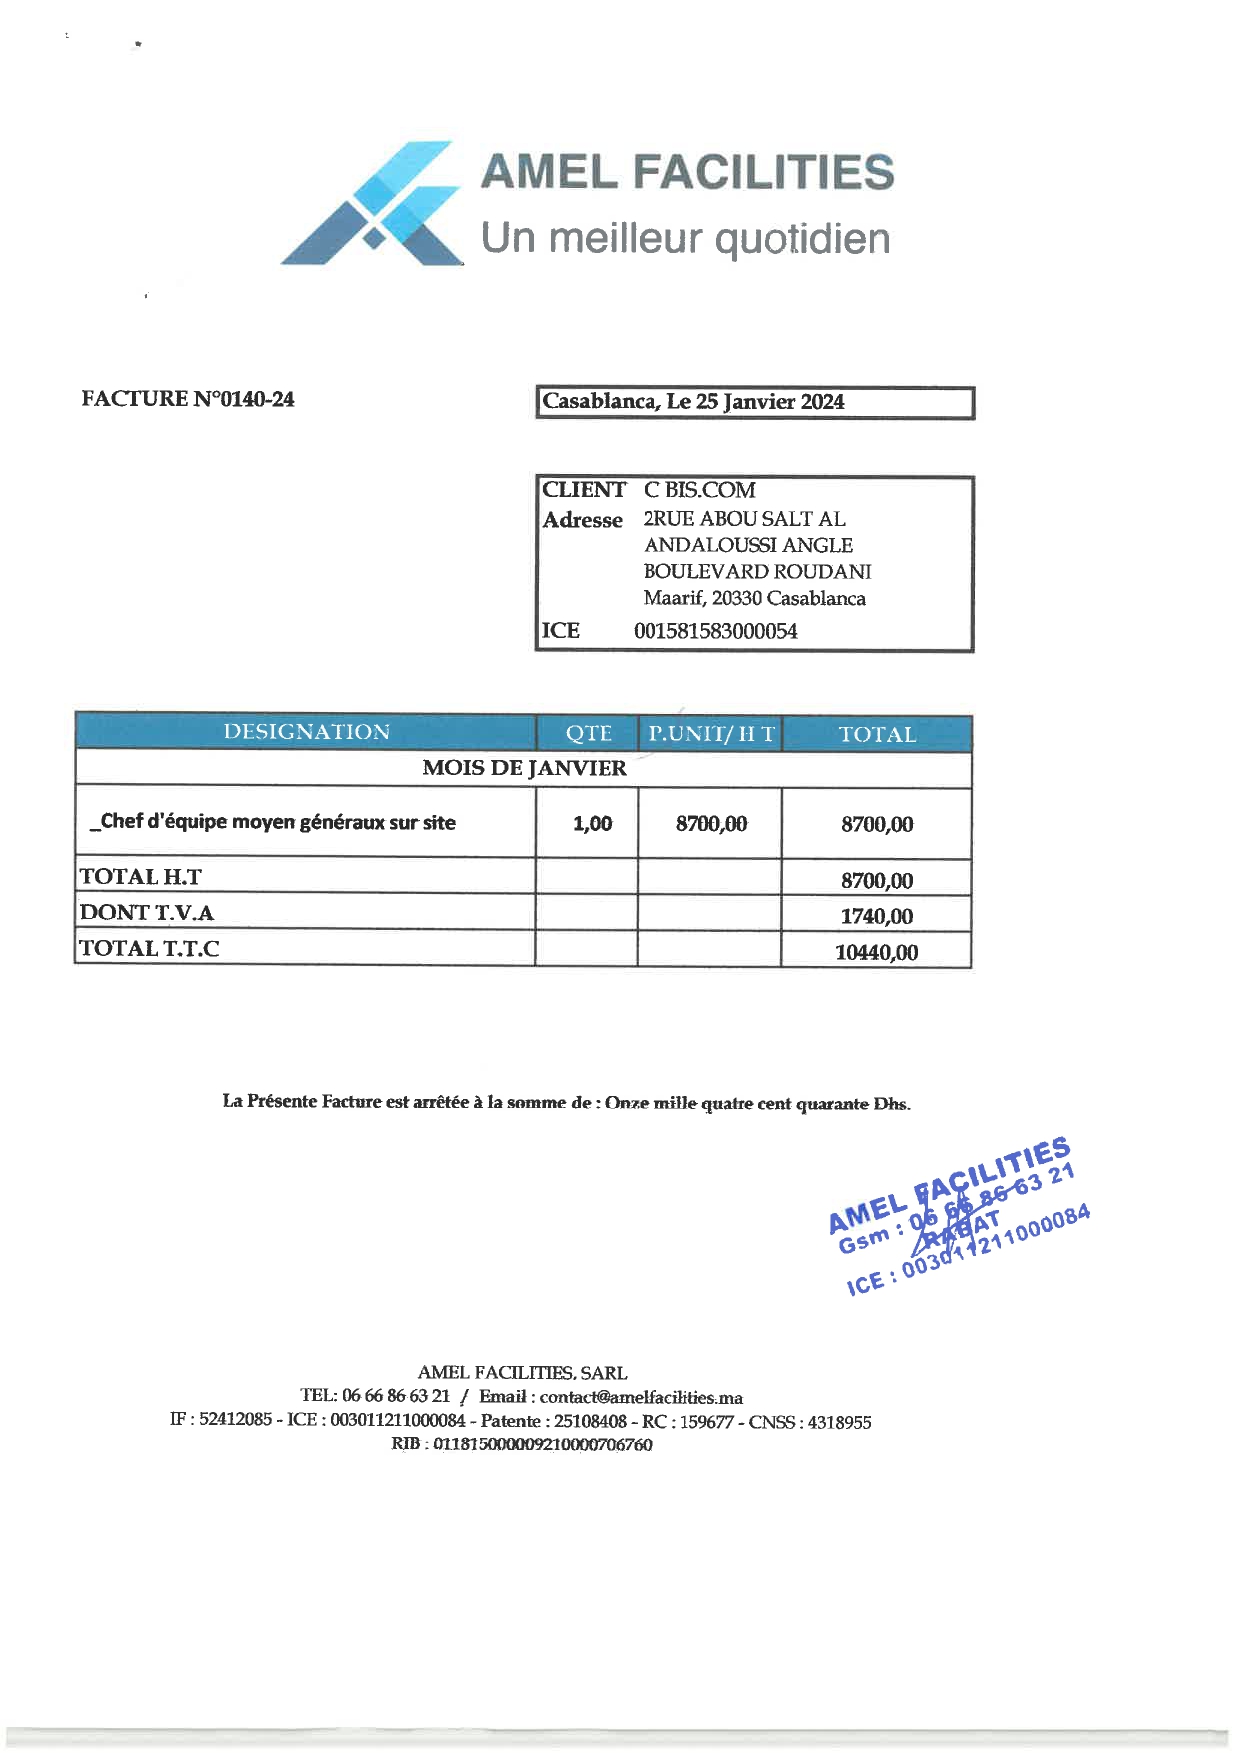 AMEL FACILITIES
Un meilleur quotidien
FACTURE N°0140-24
Casablanca, Le 25 Janvier 2024
CLIENT C BIS.COM
Adresse 2RUE ABOU SALT AL
ANDALOUSSI ANGLE
BOULEVARD ROUDANI
Maarif, 20330 Casablanca
ICE 001581583000054
DESIGNATION QTE P.UNIT/ H T TOTAL
MOIS DE JANVIER
_Chef d'équipe moyen généraux sur site 1,00 8700,00 8700,00
TOTAL H.T 8700,00
DONT T.V.A 1740,00
TOTAL T.T.C 10440,00
La Présente Facture est arrêtée à la somme de : Onze mille quatre cent quarante Dhs.
AMEL FACILITIES
Gsm : 06 66 86 63 21
RABAT
ICE : 003011211000084
AMEL FACILITIES, SARL
TEL: 06 66 86 63 21 / Email : contact@amelfacilities.ma
IF : 52412085 - ICE : 003011211000084 - Patente : 25108408 - RC : 159677 - CNSS : 4318955
RIB : 011815000009210000706760